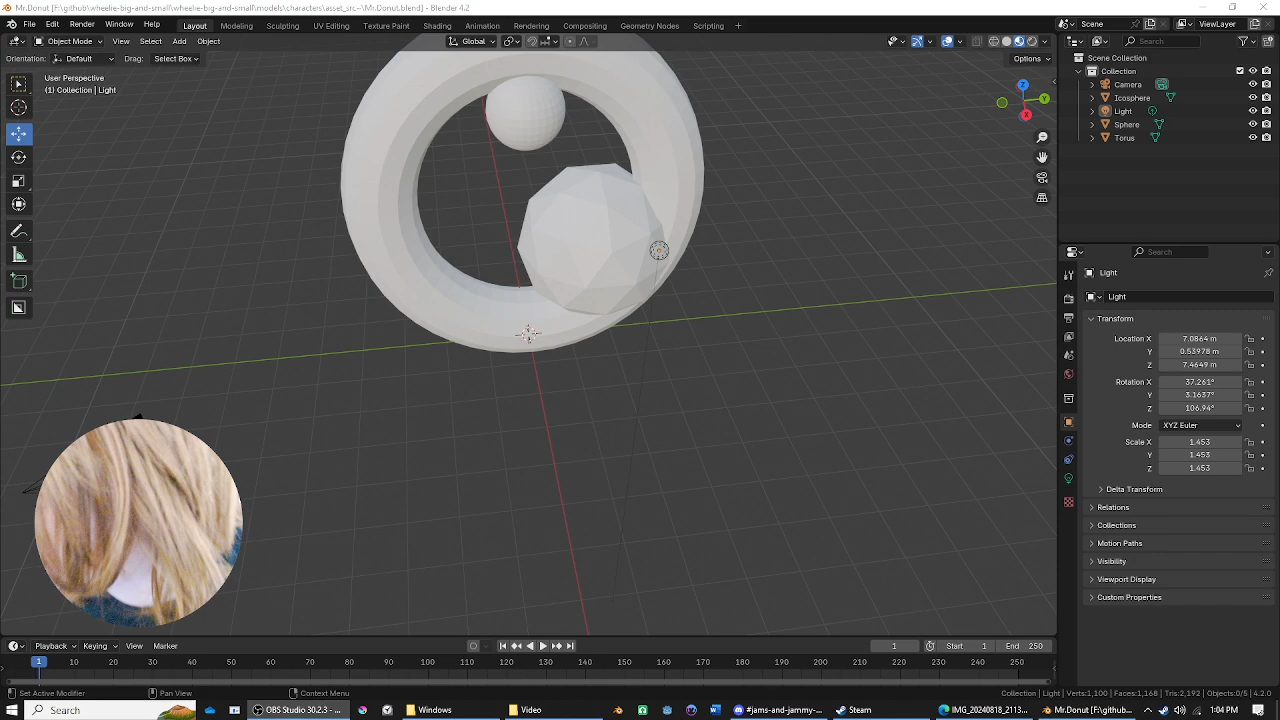 Mr.Donut [F:\github\wheelie-big-and-small\wheelie-big-and-small\models\characters\asset_src--\Mr.Donut.blend] - Blender 4.2
File Edit Render Window Help Layout Modeling Sculpting UV Editing Texture Paint Shading Animation Rendering Compositing Geometry Nodes Scripting + Scene ViewLayer
Object Mode View Select Add Object Global Search
Orientation: Default Drag: Select Box Options
User Perspective
(1) Collection | Light
Z
Y
X
Scene Collection
Collection
Camera
Icosphere
Light
Sphere
Torus
Search
Light
Light
Transform
Location X 7.0864 m
Y 0.53978 m
Z 7.4649 m
Rotation X 37.261°
Y 3.1637°
Z 106.94°
Mode XYZ Euler
Scale X 1.453
Y 1.453
Z 1.453
Delta Transform
Relations
Collections
Motion Paths
Visibility
Viewport Display
Custom Properties
Playback Keying View Marker 1 Start 1 End 250
1 10 20 30 40 50 60 70 80 90 100 110 120 130 140 150 160 170 180 190 200 210 220 230 240 250
Set Active Modifier Pan View Context Menu Collection | Light | Verts:1,100 | Faces:1,168 | Tris:2,192 | Objects:0/5 | 4.2.0
Search OBS Studio 30.2.3 - ... Windows Video #jams-and-jammy-... Steam IMG_20240818_2113... Mr.Donut [F:\github\... 1:04 PM